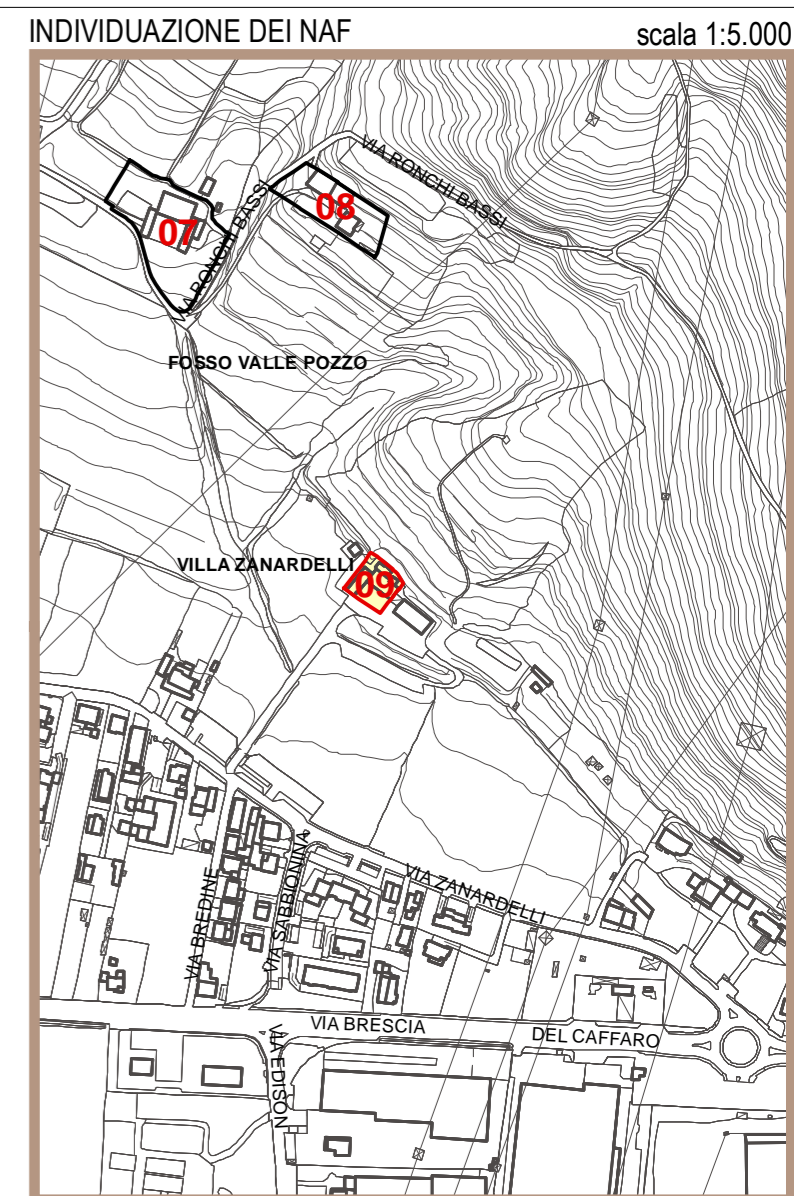 INDIVIDUAZIONE DEI NAF
scala 1:5.000
VIA RONCHI BASSI
08
07
VIA RONCHI BASSI
FOSSO VALLE POZZO
VILLA ZANARDELLI
09
VIA ZANARDELLI
VIA BREDINE
VIA SABBIONINA
VIA BRESCIA
DEL CAFFARO
VIA EDISON